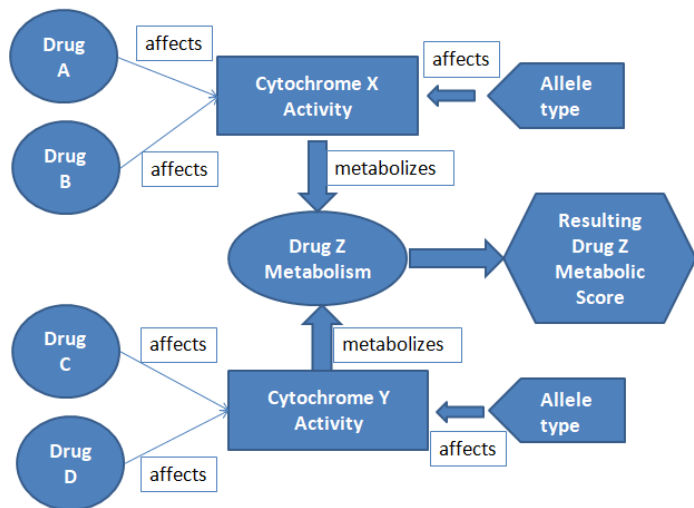 Drug
A
affects
Cytochrome X
Activity
affects
Allele
type
Drug
B
affects
metabolizes
Drug Z
Metabolism
Resulting
Drug Z
Metabolic
Score
Drug
C
affects
metabolizes
Cytochrome Y
Activity
Allele
type
affects
Drug
D
affects